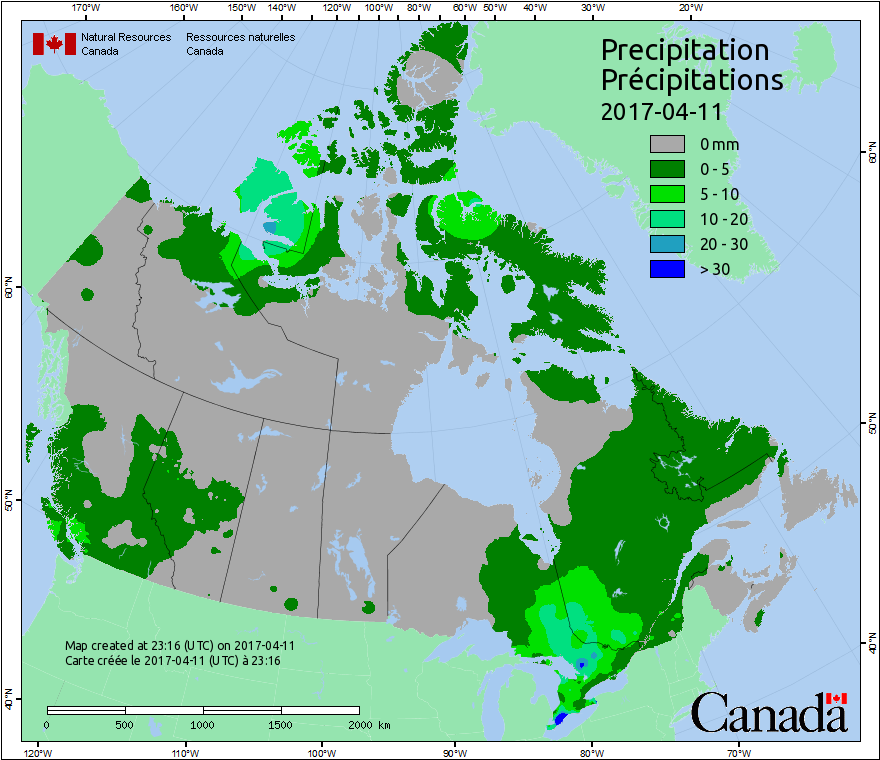 170°W 160°W 150°W 140°W 120°W 100°W 80°W 60°W 50°W 40°W 30°W 20°W
Natural Resources Ressources naturelles
Canada Canada
Precipitation
Précipitations
2017-04-11
0 mm
0 - 5
5 - 10
10 - 20
20 - 30
> 30
60°N
60°N
50°N
50°N
40°N
40°N
Map created at 23:16 (UTC) on 2017-04-11
Carte créée le 2017-04-11 (UTC) à 23:16
0 500 1000 1500 2000 km
Canada
120°W 110°W 100°W 90°W 80°W 70°W